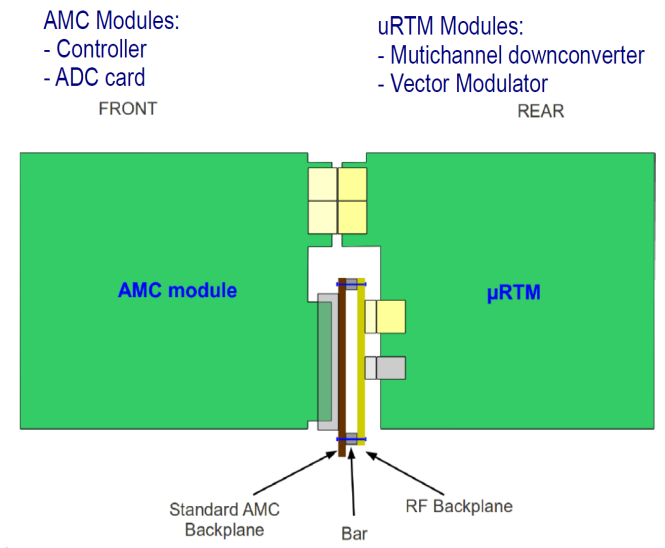 AMC Modules:
- Controller
- ADC card
FRONT
uRTM Modules:
- Mutichannel downconverter
- Vector Modulator
REAR
AMC module
µRTM
Standard AMC
Backplane
Bar
RF Backplane